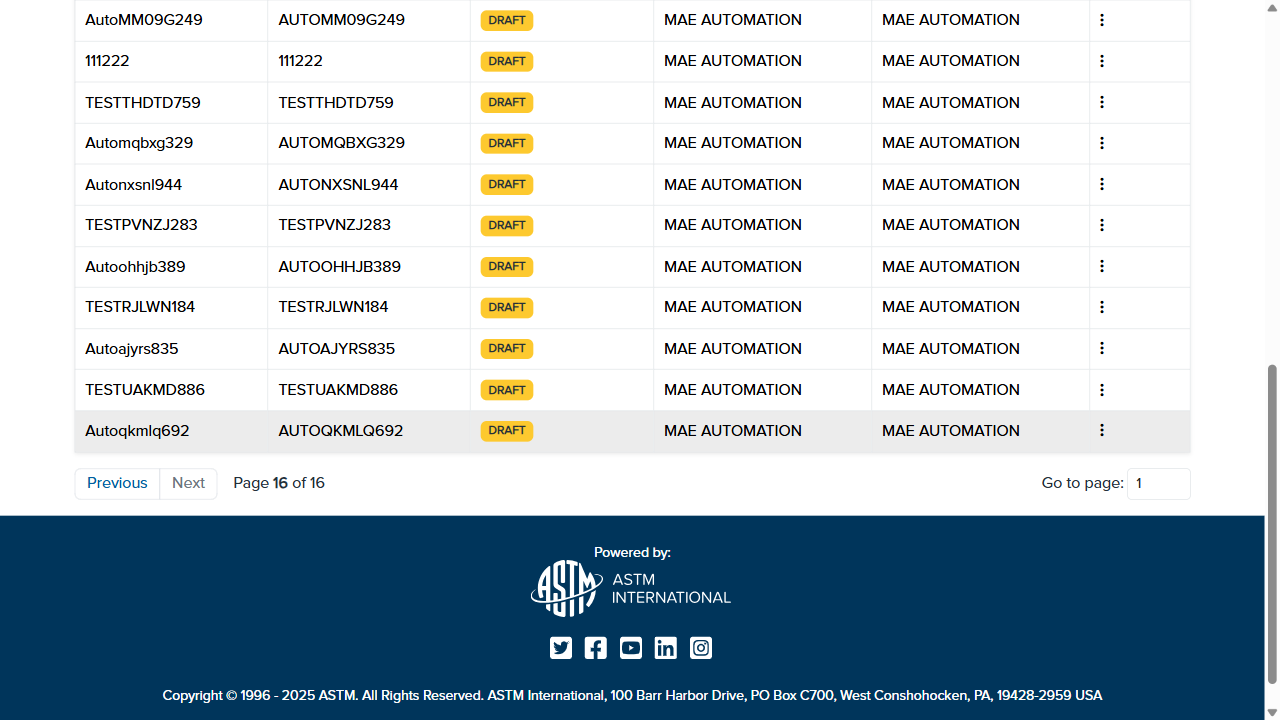 AutoMM09G249 AUTOMM09G249 DRAFT MAE AUTOMATION MAE AUTOMATION
111222 111222 DRAFT MAE AUTOMATION MAE AUTOMATION
TESTTHDTD759 TESTTHDTD759 DRAFT MAE AUTOMATION MAE AUTOMATION
Automqbxg329 AUTOMQBXG329 DRAFT MAE AUTOMATION MAE AUTOMATION
Autonxsnl944 AUTONXSNL944 DRAFT MAE AUTOMATION MAE AUTOMATION
TESTPVNZJ283 TESTPVNZJ283 DRAFT MAE AUTOMATION MAE AUTOMATION
Autoohhjb389 AUTOOHHJB389 DRAFT MAE AUTOMATION MAE AUTOMATION
TESTRJLWN184 TESTRJLWN184 DRAFT MAE AUTOMATION MAE AUTOMATION
Autoajyrs835 AUTOAJYRS835 DRAFT MAE AUTOMATION MAE AUTOMATION
TESTUAKMD886 TESTUAKMD886 DRAFT MAE AUTOMATION MAE AUTOMATION
Autoqkmlq692 AUTOQKMLQ692 DRAFT MAE AUTOMATION MAE AUTOMATION
Previous Next Page 16 of 16 Go to page: 1
Powered by:
ASTM ASTM
INTERNATIONAL
Copyright © 1996 - 2025 ASTM. All Rights Reserved. ASTM International, 100 Barr Harbor Drive, PO Box C700, West Conshohocken, PA, 19428-2959 USA